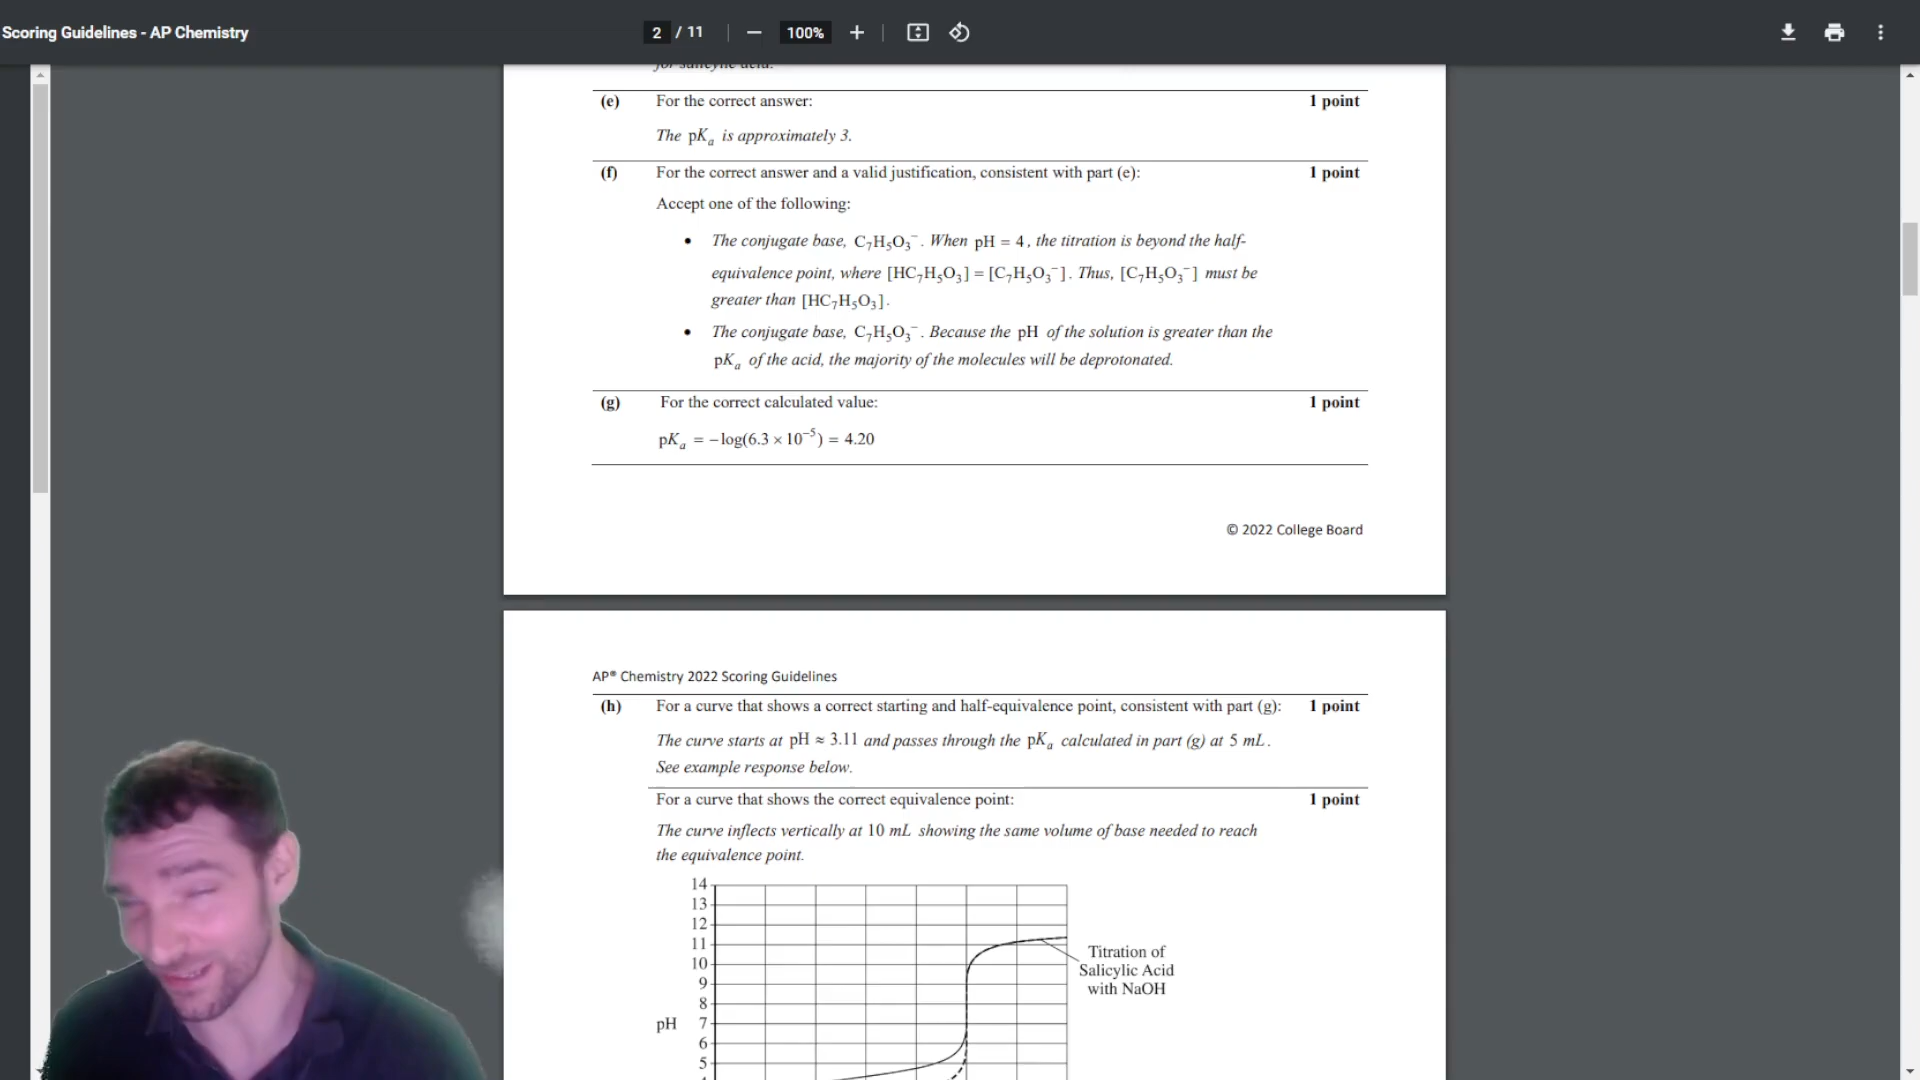 Scoring Guidelines - AP Chemistry
2 / 11
100%
for salicylic acid.
(e) For the correct answer: 1 point
The pKₐ is approximately 3.
(f) For the correct answer and a valid justification, consistent with part (e): 1 point
Accept one of the following:
• The conjugate base, C₇H₅O₃⁻. When pH = 4, the titration is beyond the half-
equivalence point, where [HC₇H₅O₃] = [C₇H₅O₃⁻]. Thus, [C₇H₅O₃⁻] must be
greater than [HC₇H₅O₃].
• The conjugate base, C₇H₅O₃⁻. Because the pH of the solution is greater than the
pKₐ of the acid, the majority of the molecules will be deprotonated.
(g) For the correct calculated value: 1 point
pKₐ = −log(6.3 × 10⁻⁵) = 4.20
© 2022 College Board
AP® Chemistry 2022 Scoring Guidelines
(h) For a curve that shows a correct starting and half-equivalence point, consistent with part (g): 1 point
The curve starts at pH ≈ 3.11 and passes through the pKₐ calculated in part (g) at 5 mL.
See example response below.
For a curve that shows the correct equivalence point: 1 point
The curve inflects vertically at 10 mL showing the same volume of base needed to reach
the equivalence point.
14
13
12
11
10
9
8
pH 7
6
5
Titration of
Salicylic Acid
with NaOH